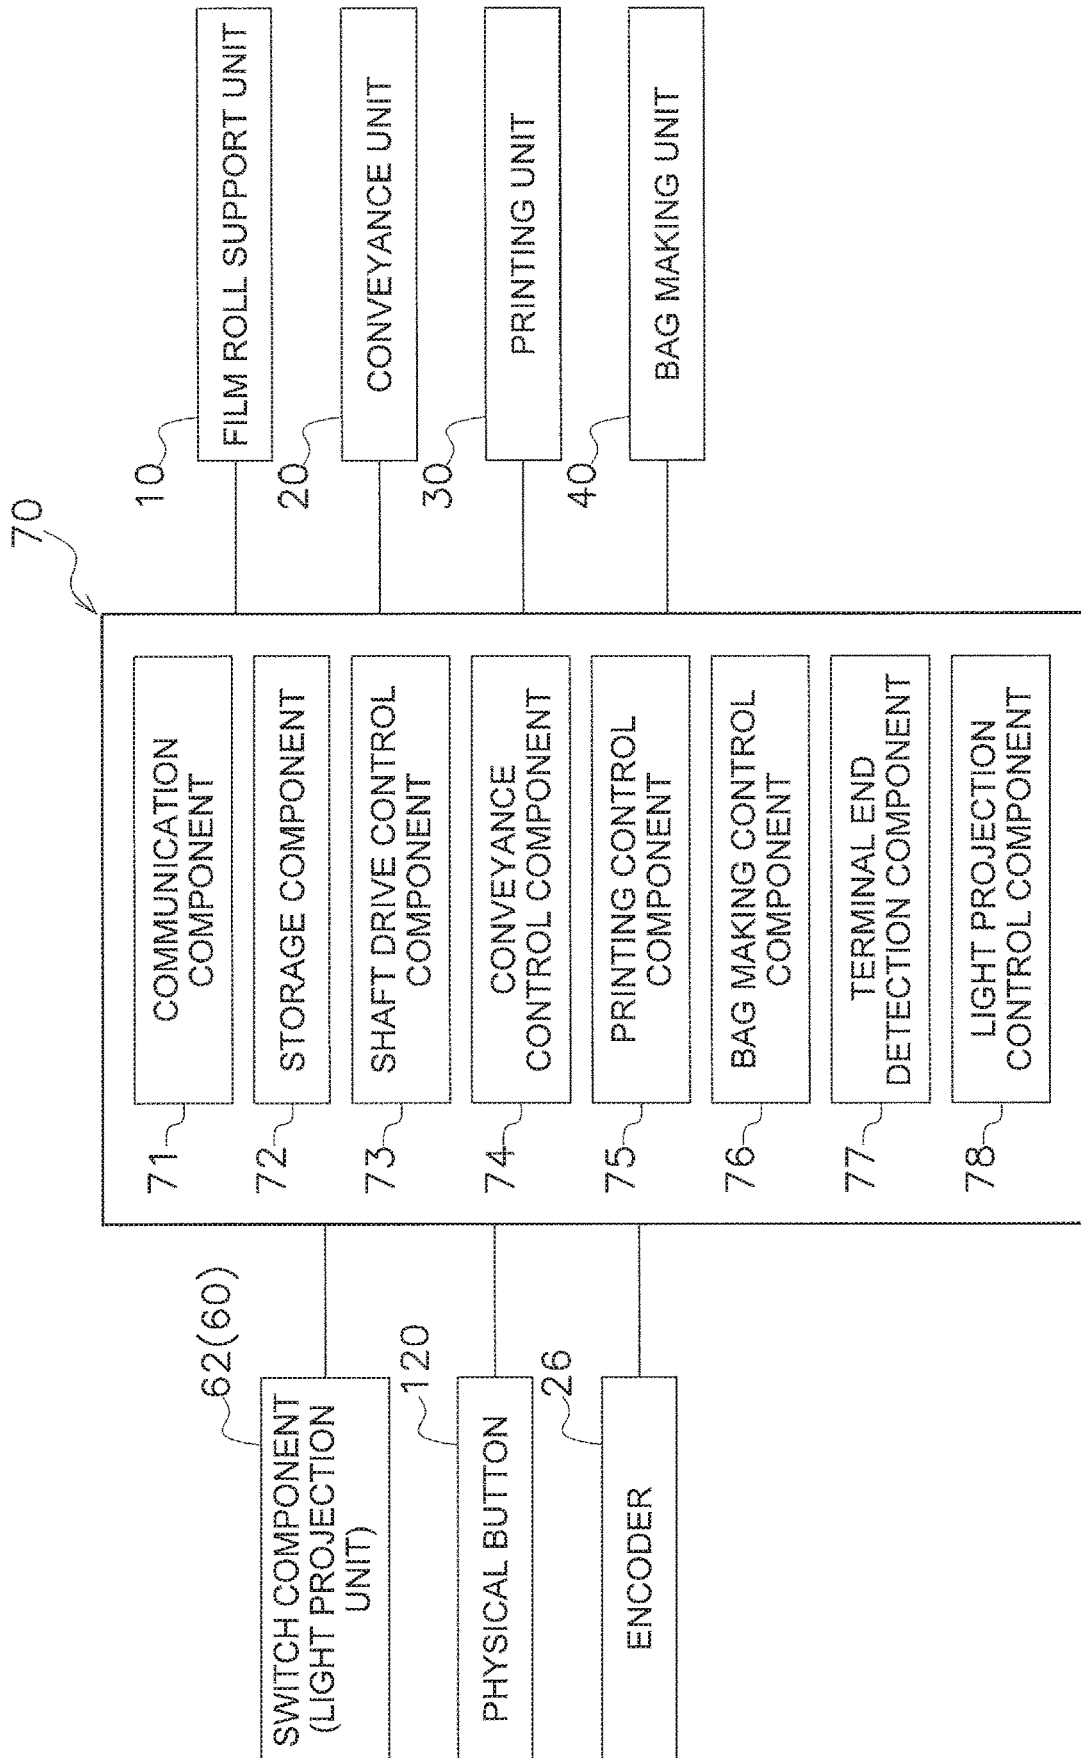 70
62(60)
SWITCH COMPONENT
(LIGHT PROJECTION
UNIT)
120
PHYSICAL BUTTON
26
ENCODER
71
COMMUNICATION
COMPONENT
72
STORAGE COMPONENT
73
SHAFT DRIVE CONTROL
COMPONENT
74
CONVEYANCE
CONTROL COMPONENT
75
PRINTING CONTROL
COMPONENT
76
BAG MAKING CONTROL
COMPONENT
77
TERMINAL END
DETECTION COMPONENT
78
LIGHT PROJECTION
CONTROL COMPONENT
10
FILM ROLL SUPPORT UNIT
20
CONVEYANCE UNIT
30
PRINTING UNIT
40
BAG MAKING UNIT